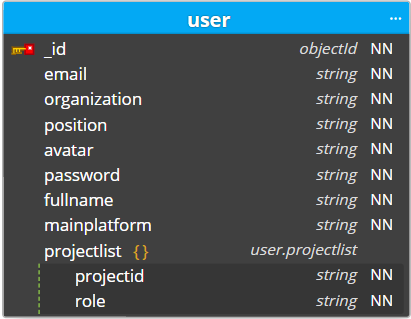 user ...
_id objectId NN
email string NN
organization string NN
position string NN
avatar string NN
password string NN
fullname string NN
mainplatform string NN
projectlist {} user.projectlist
projectid string NN
role string NN